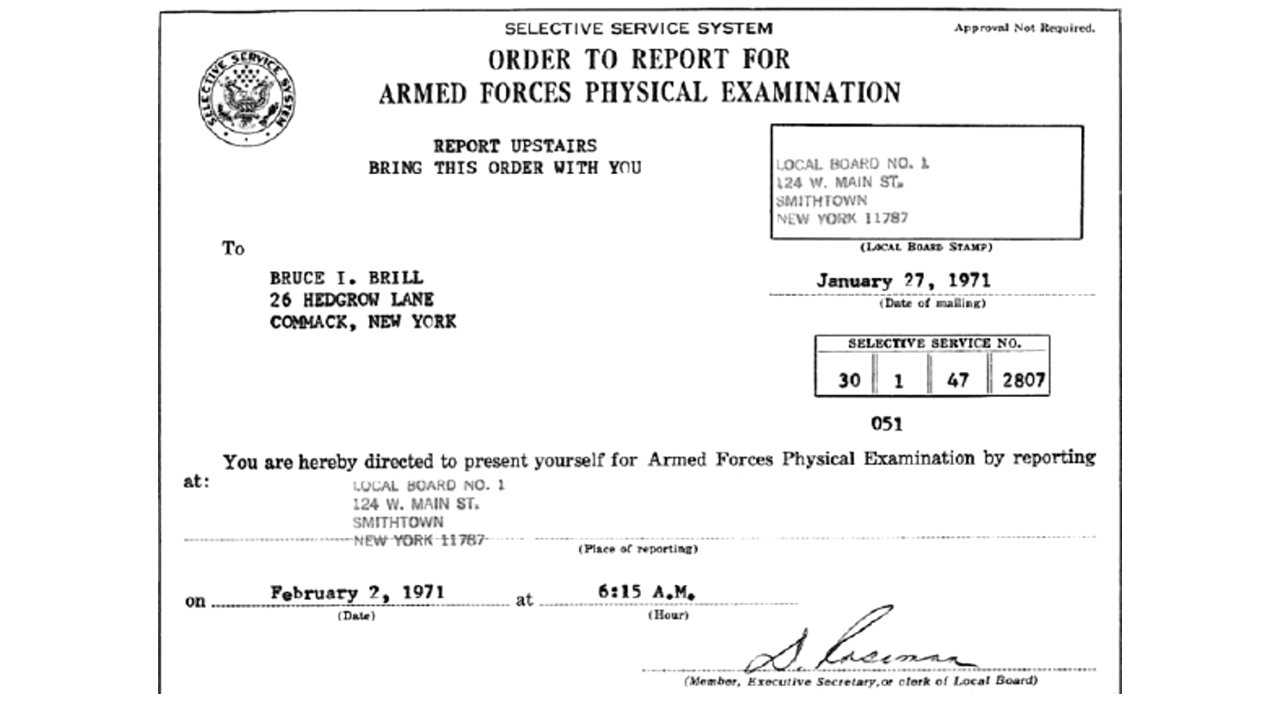 SELECTIVE SERVICE SYSTEM
Approval Not Required.
ORDER TO REPORT FOR
ARMED FORCES PHYSICAL EXAMINATION
SELECTIVE SERVICE SYSTEM
REPORT UPSTAIRS
BRING THIS ORDER WITH YOU
LOCAL BOARD NO. 1
124 W. MAIN ST.
SMITHTOWN
NEW YORK 11787
(LOCAL BOARD STAMP)
To
BRUCE I. BRILL
26 HEDGROW LANE
COMMACK, NEW YORK
January 27, 1971
(Date of mailing)
SELECTIVE SERVICE NO.
30 1 47 2807
051
You are hereby directed to present yourself for Armed Forces Physical Examination by reporting
at:
LOCAL BOARD NO. 1
124 W. MAIN ST.
SMITHTOWN
NEW YORK 11787
(Place of reporting)
on February 2, 1971 at 6:15 A.M.
(Date) (Hour)
S. Roseman
(Member, Executive Secretary, or clerk of Local Board)